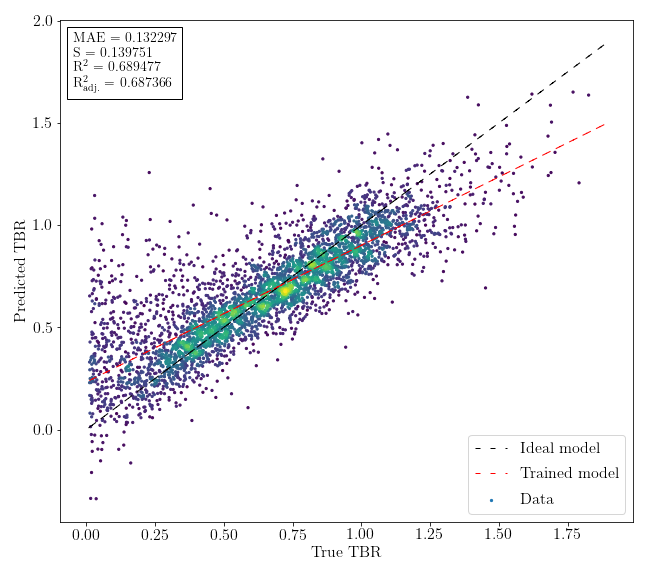 MAE = 0.132297
S = 0.139751
R² = 0.689477
R²adj. = 0.687366
2.0
1.5
1.0
0.5
0.0
Predicted TBR
0.00 0.25 0.50 0.75 1.00 1.25 1.50 1.75
True TBR
Ideal model
Trained model
Data